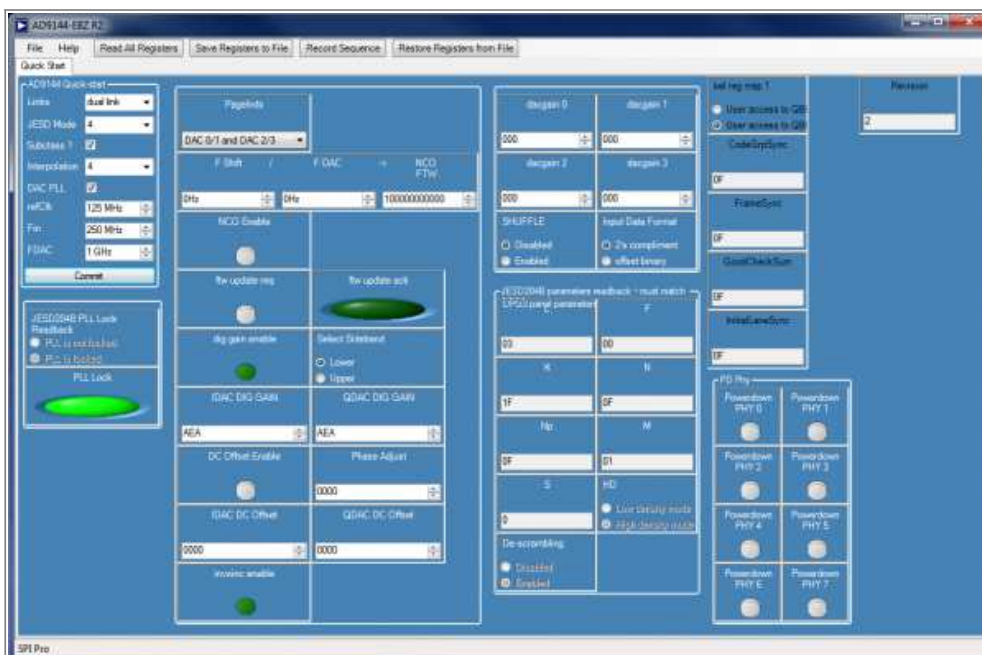 AD9144-EBZ R2
File Help Read All Registers Save Registers to File Record Sequence Restore Registers from File
Quick Start
AD9144 Quick-start
Links dual link
JESD Mode 4
Subclass ? 
Interpolation 4
DAC PLL
refClk 125 MHz
Fin 250 MHz
FDAC 1 GHz
Commit
JESD204B PLL Lock
Readback
PLL is not locked
PLL is locked
PLL Lock
PageIndx
DAC 0/1 and DAC 2/3
F Shift / F DAC → NCO
FTW
0Hz 0Hz 100000000000
NCO Enable
ftw update req ftw update ack
dig gain enable Select Sideband
Lower
Upper
IDAC DIG GAIN QDAC DIG GAIN
AEA AEA
DC Offset Enable Phase Adjust
0000
IDAC DC Offset QDAC DC Offset
0000 0000
invsinc enable
dacgain 0 dacgain 1
000 000
dacgain 2 dacgain 3
000 000
SHUFFLE Input Data Format
Disabled 2's compliment
Enabled offset binary
JESD204B parameters readback - must match
DPG3 panel parameters
L F
03 00
K N
1F 0F
Np M
0F 01
S HD
0 Low density mode
High density mode
De-scrambling
Disabled
Enabled
sel reg map 1
User access to QB
User access to QB
CodeGrpSync
0F
FrameSync
0F
GoodCheckSum
0F
InitialLaneSync
0F
PD Phy
Powerdown Powerdown
PHY 0 PHY 1
Powerdown Powerdown
PHY 2 PHY 3
Powerdown Powerdown
PHY 4 PHY 5
Powerdown Powerdown
PHY 6 PHY 7
Revision
2
SPI Pro